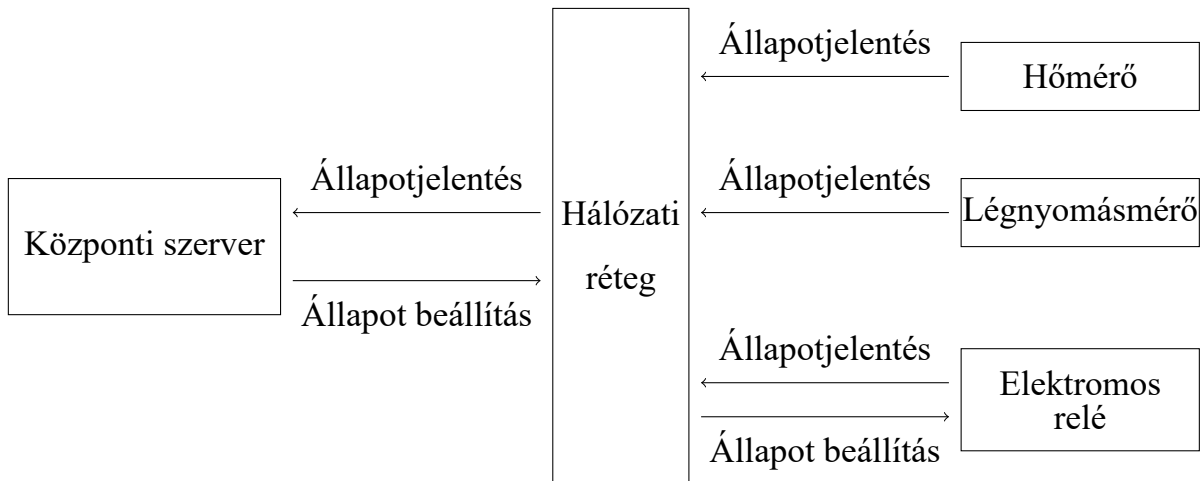 Központi szerver
Állapotjelentés
Állapot beállítás
Hálózati
réteg
Állapotjelentés
Hőmérő
Állapotjelentés
Légnyomásmérő
Állapotjelentés
Állapot beállítás
Elektromos
relé